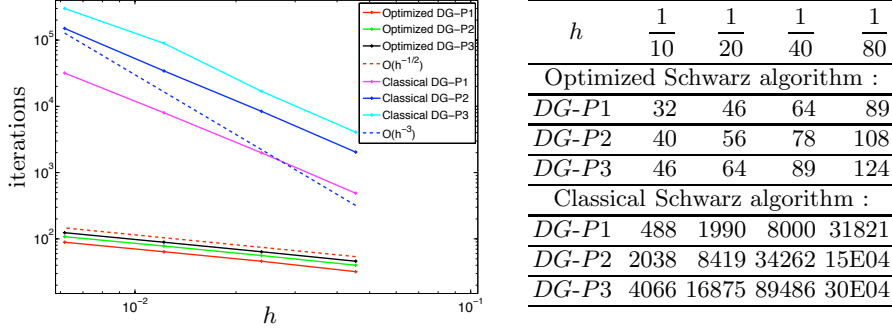 10^5
10^4
10^3
10^2
iterations
10^-2
10^-1
h
Optimized DG-P1
Optimized DG-P2
Optimized DG-P3
O(h^-1/2)
Classical DG-P1
Classical DG-P2
Classical DG-P3
O(h^-3)
h 1/10 1/20 1/40 1/80
Optimized Schwarz algorithm :
DG-P1 32 46 64 89
DG-P2 40 56 78 108
DG-P3 46 64 89 124
Classical Schwarz algorithm :
DG-P1 488 1990 8000 31821
DG-P2 2038 8419 34262 15E04
DG-P3 4066 16875 89486 30E04